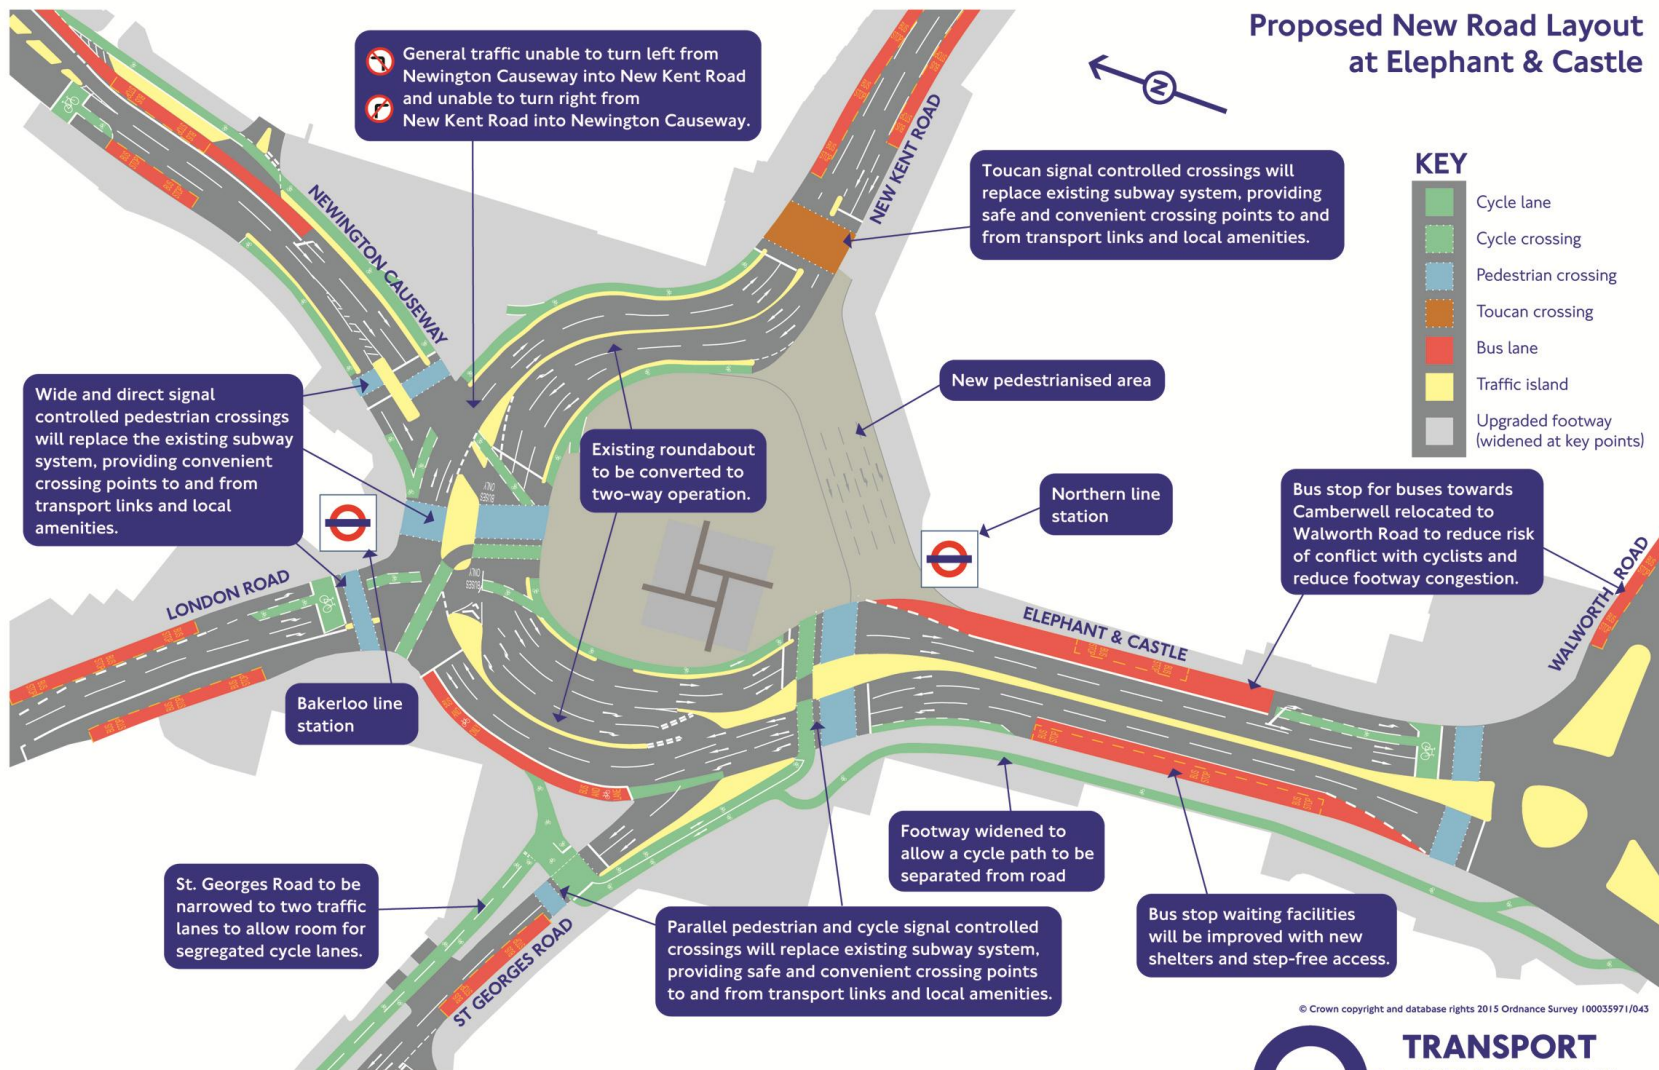 Proposed New Road Layout
at Elephant & Castle
General traffic unable to turn left from
Newington Causeway into New Kent Road
and unable to turn right from
New Kent Road into Newington Causeway.
N
NEW KENT ROAD
Toucan signal controlled crossings will
replace existing subway system, providing
safe and convenient crossing points to and
from transport links and local amenities.
KEY
Cycle lane
Cycle crossing
Pedestrian crossing
Toucan crossing
Bus lane
Traffic island
Upgraded footway
(widened at key points)
NEWINGTON CAUSEWAY
Wide and direct signal
controlled pedestrian crossings
will replace the existing subway
system, providing convenient
crossing points to and from
transport links and local
amenities.
New pedestrianised area
Existing roundabout
to be converted to
two-way operation.
Northern line
station
Bus stop for buses towards
Camberwell relocated to
Walworth Road to reduce risk
of conflict with cyclists and
reduce footway congestion.
WALWORTH ROAD
LONDON ROAD
BUSES
ONLY
BUSES
ONLY
ELEPHANT & CASTLE
Bakerloo line
station
BUS
STOP
BUS
STOP
BUS
STOP
Footway widened to
allow a cycle path to be
separated from road
St. Georges Road to be
narrowed to two traffic
lanes to allow room for
segregated cycle lanes.
ST GEORGES ROAD
Parallel pedestrian and cycle signal controlled
crossings will replace existing subway system,
providing safe and convenient crossing points
to and from transport links and local amenities.
Bus stop waiting facilities
will be improved with new
shelters and step-free access.
© Crown copyright and database rights 2015 Ordnance Survey 100035971/043
TRANSPORT